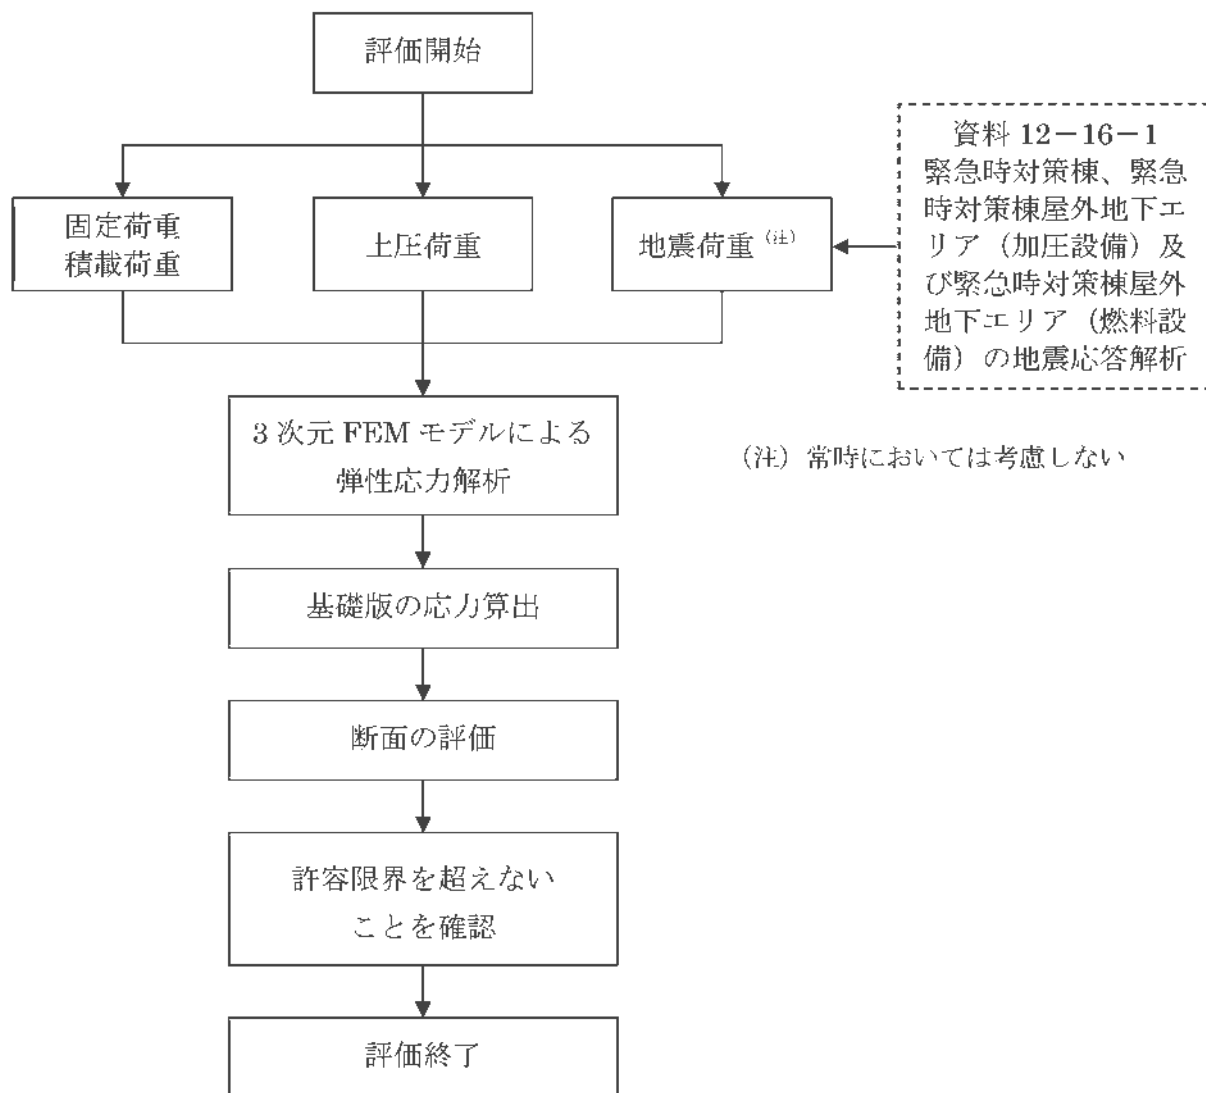 評価開始
固定荷重
積載荷重
土圧荷重
地震荷重(注)
資料 12-16-1
緊急時対策棟、緊急
時対策棟屋外地下エ
リア（加圧設備）及
び緊急時対策棟屋外
地下エリア（燃料設
備）の地震応答解析
3 次元 FEM モデルによる
弾性応力解析
（注）常時においては考慮しない
基礎版の応力算出
断面の評価
許容限界を超えない
ことを確認
評価終了